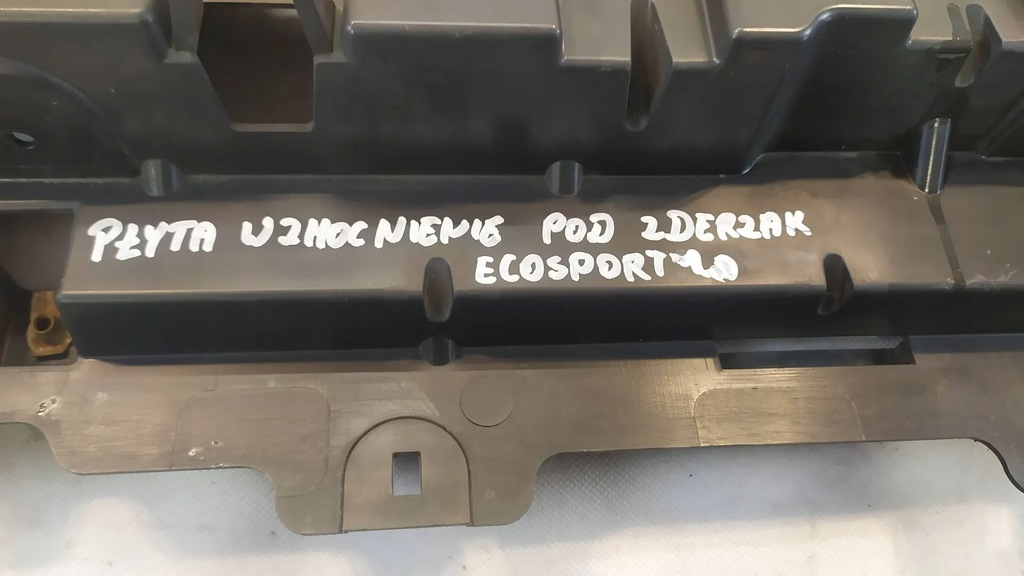 PŁYTA WZMOCNIENIE POD ZDERZAK
ECOSPORT